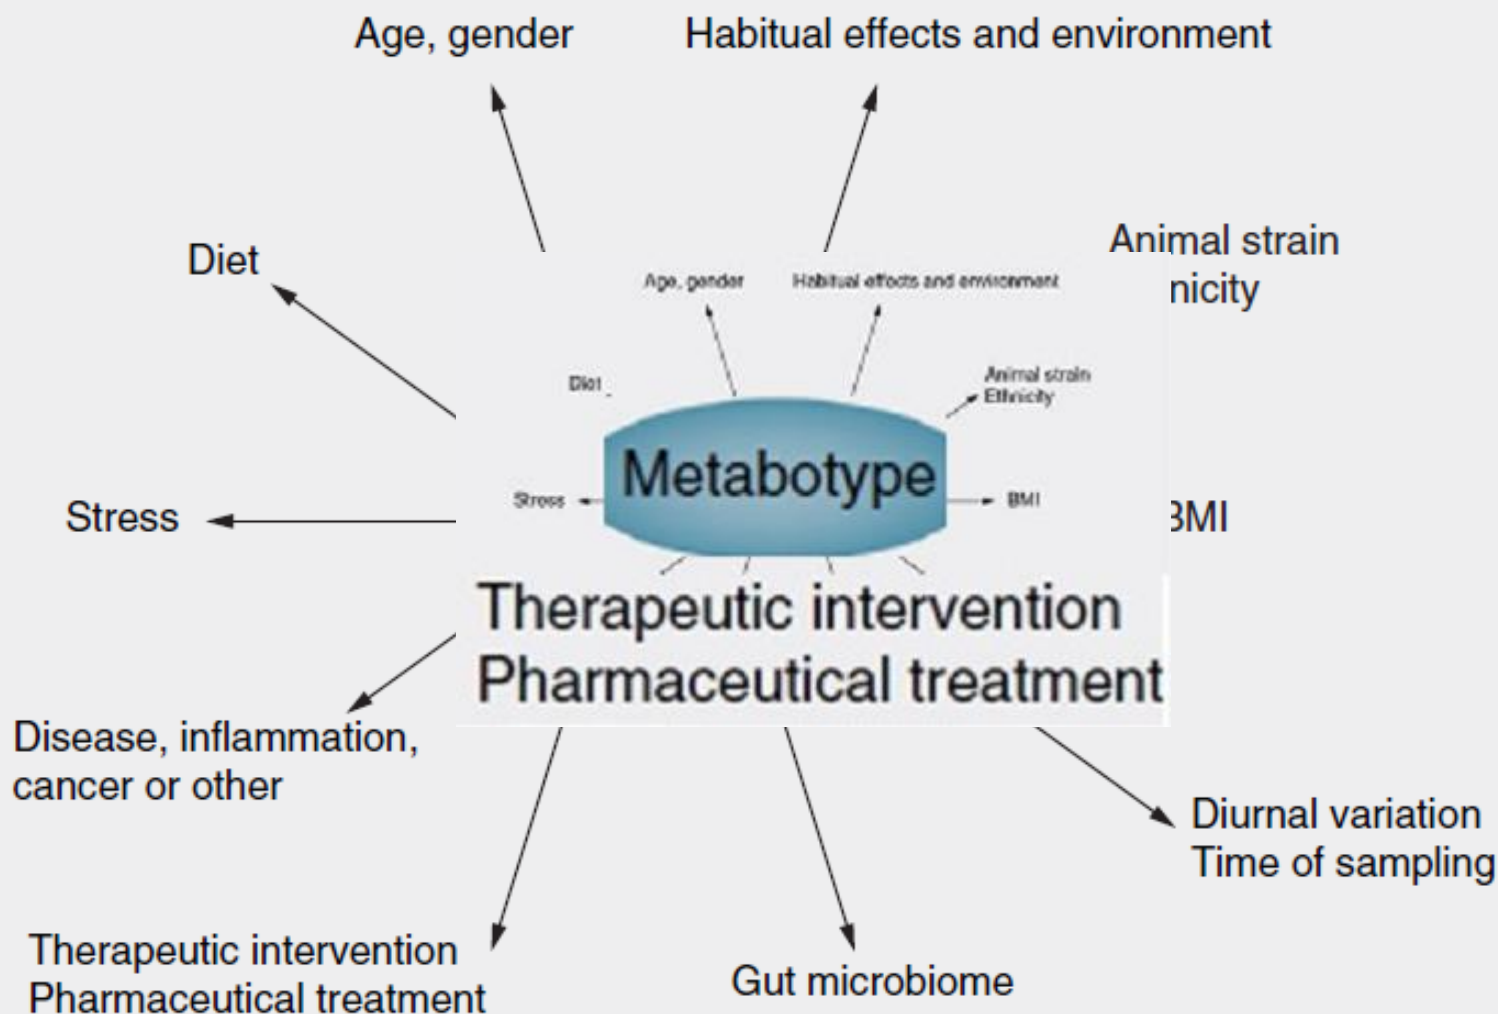 Age, gender
Habitual effects and environment
Animal strain
nicity
Diet
Age, gender
Habitual effects and environment
Diet
Animal strain
Ethnicity
Metabotype
Stress
BMI
Stress
BMI
Therapeutic intervention
Pharmaceutical treatment
Disease, inflammation,
cancer or other
Diurnal variation
Time of sampling
Therapeutic intervention
Pharmaceutical treatment
Gut microbiome